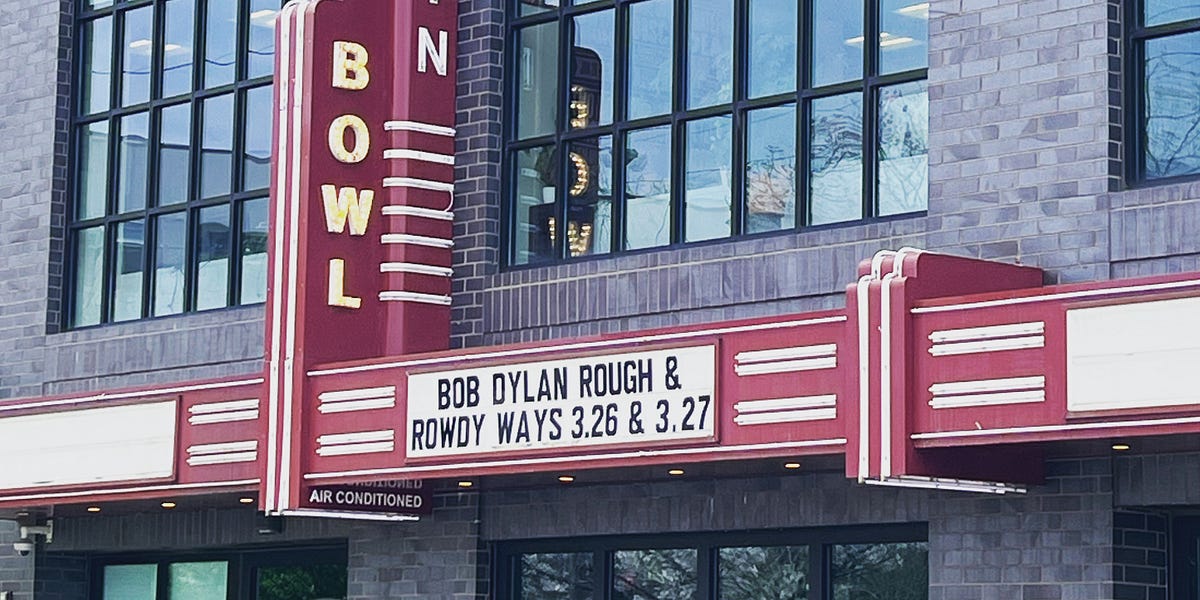 BOWL
N
BOB DYLAN ROUGH &
ROWDY WAYS 3.26 & 3.27
AIR CONDITIONED